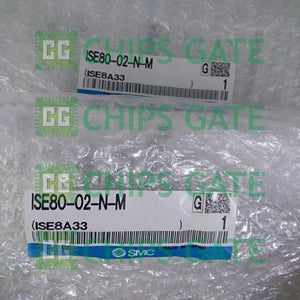 CHIPS GATE
ISE80-02-N-M
(ISE8A33 )
G
1
CHIPS GATE
CHIPS GATE
ISE80-02-N-M
(ISE8A33 )
G
1
SMC
CHIPS GATE